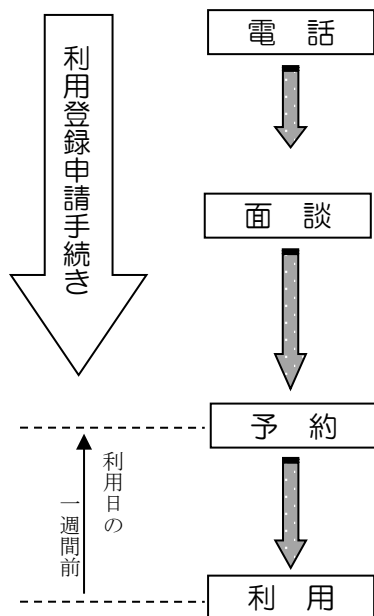 利用登録申請手続き
電話
面談
予約
利用日の
一週間前
利用